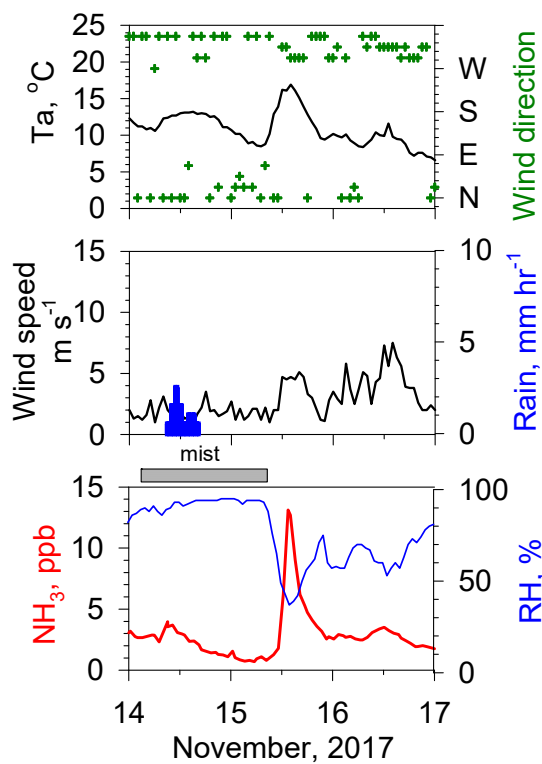 25
20
15
10
5
0
Ta, °C
W
S
E
N
Wind direction
15
10
5
0
Wind speed
m s⁻¹
10
5
0
Rain, mm hr⁻¹
mist
15
10
5
0
NH₃, ppb
100
50
0
RH, %
14 15 16 17
November, 2017